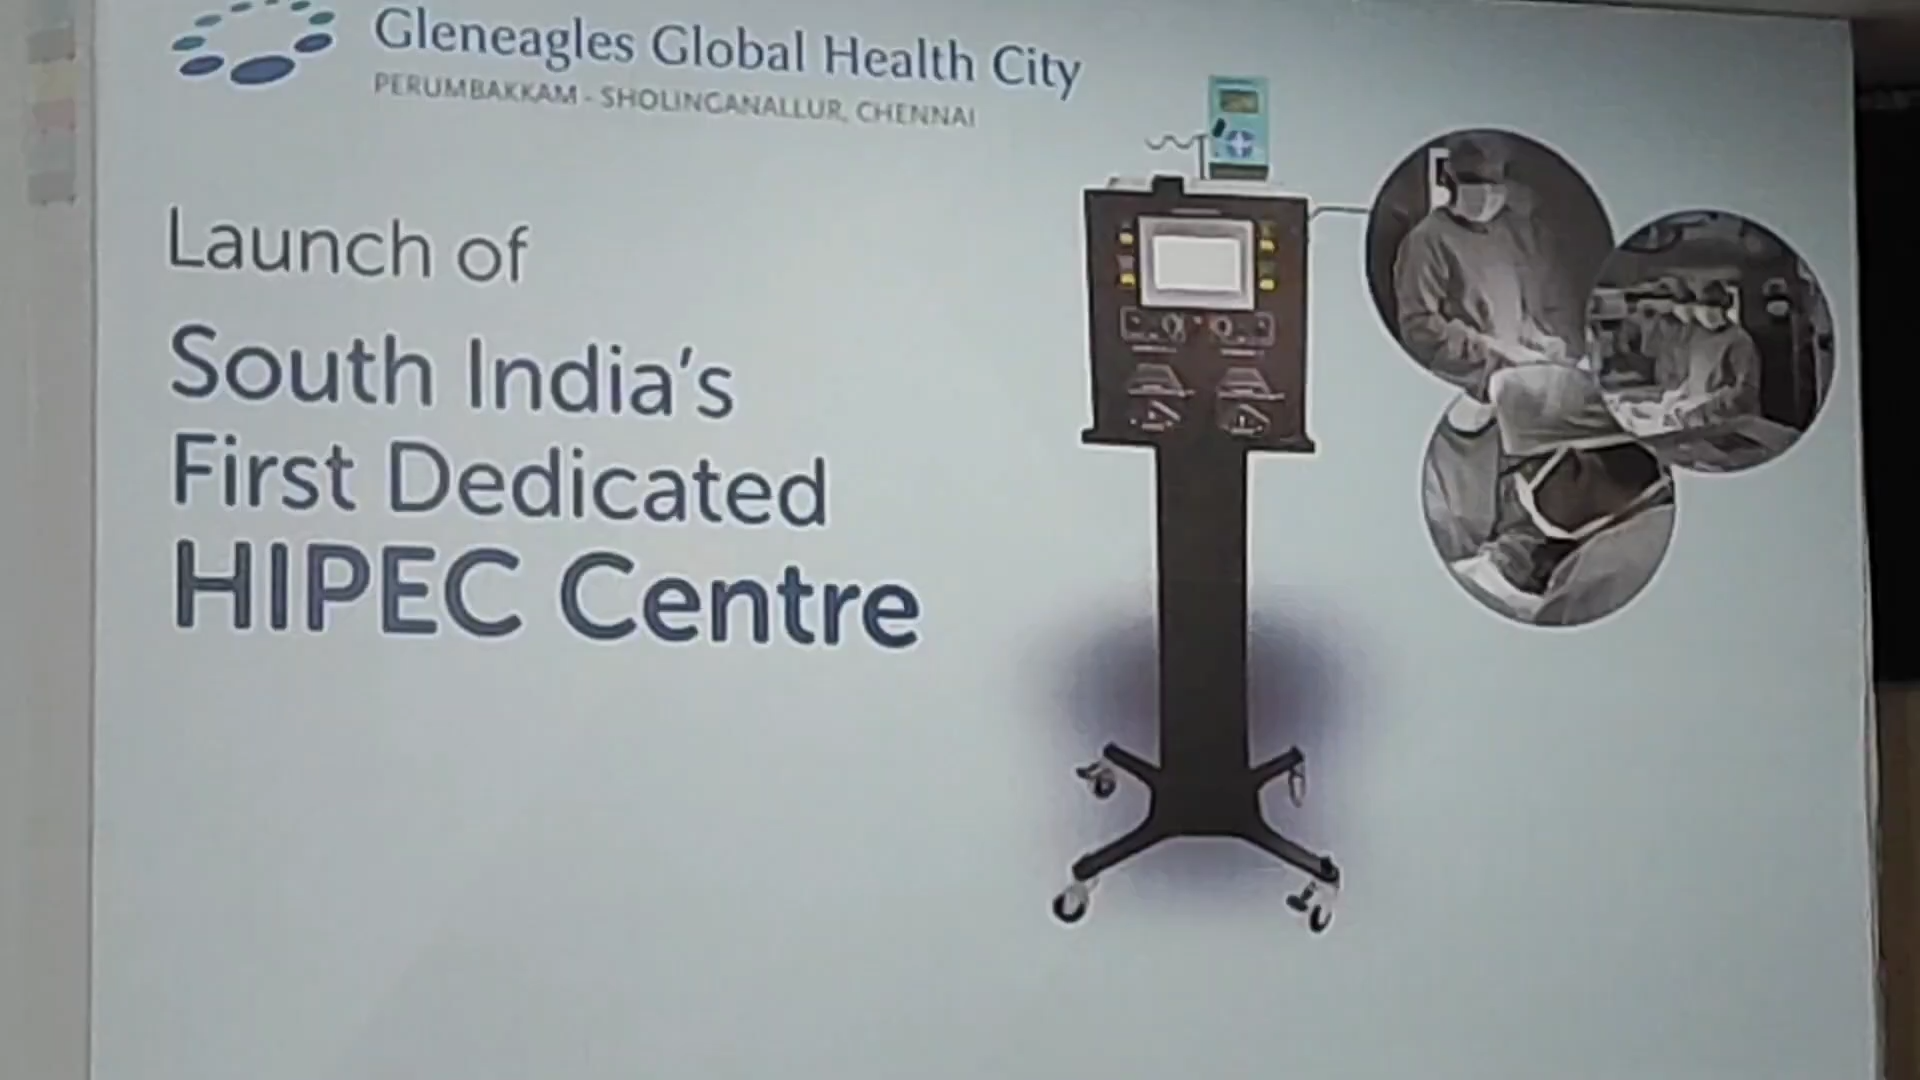 Gleneagles Global Health City
PERUMBAKKAM - SHOLINGANALLUR, CHENNAI
Launch of
South India's
First Dedicated
HIPEC Centre